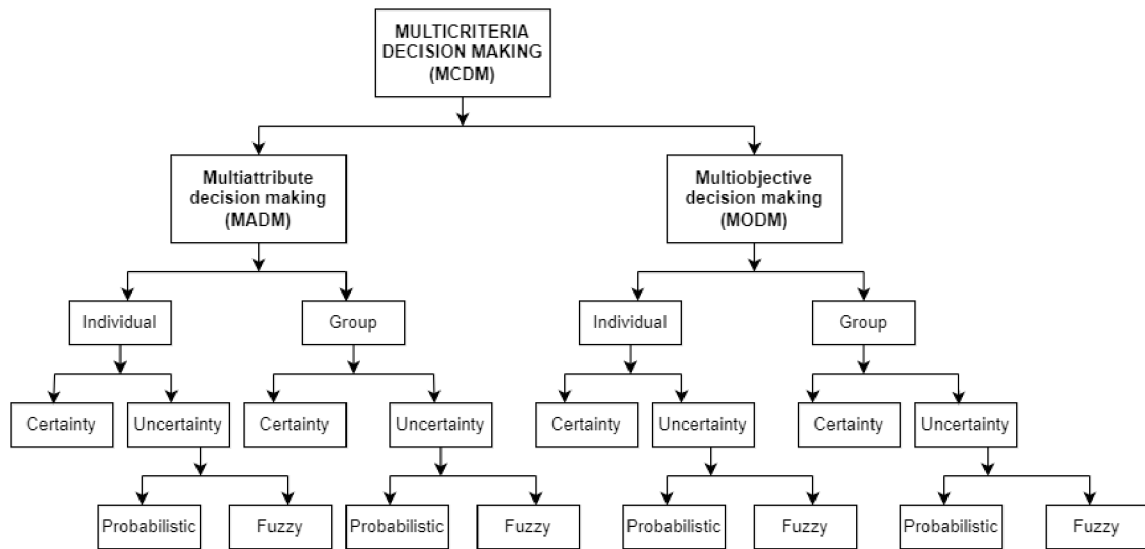 MULTICRITERIA
DECISION MAKING
(MCDM)
Multiattribute
decision making
(MADM)
Multiobjective
decision making
(MODM)
Individual
Group
Individual
Group
Certainty
Uncertainty
Certainty
Uncertainty
Certainty
Uncertainty
Certainty
Uncertainty
Probabilistic
Fuzzy
Probabilistic
Fuzzy
Probabilistic
Fuzzy
Probabilistic
Fuzzy